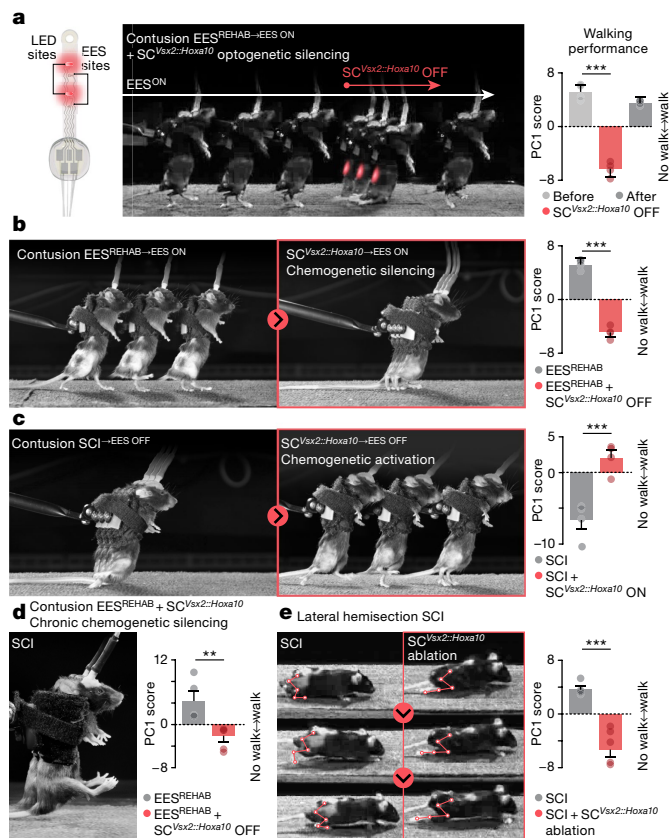 a
LED
sites
EES
sites
Contusion EES^REHAB→EES ON
+ SC^Vsx2::Hoxa10 optogenetic silencing
EES^ON
SC^Vsx2::Hoxa10 OFF
Walking
performance
***
5
0
−8
PC1 score
No walk↔walk
Before
After
SC^Vsx2::Hoxa10 OFF
b
Contusion EES^REHAB→EES ON
SC^Vsx2::Hoxa10→EES ON
Chemogenetic silencing
***
8
0
−8
PC1 score
No walk↔walk
EES^REHAB
EES^REHAB +
SC^Vsx2::Hoxa10 OFF
c
Contusion SCI^→EES OFF
SC^Vsx2::Hoxa10→EES OFF
Chemogenetic activation
***
5
0
−10
PC1 score
No walk↔walk
SCI
SCI +
SC^Vsx2::Hoxa10 ON
d
Contusion EES^REHAB + SC^Vsx2::Hoxa10
Chronic chemogenetic silencing
SCI
**
12
0
−8
PC1 score
No walk↔walk
EES^REHAB
EES^REHAB +
SC^Vsx2::Hoxa10 OFF
e Lateral hemisection SCI
SCI
SC^Vsx2::Hoxa10
ablation
***
8
0
−8
PC1 score
No walk↔walk
SCI
SCI + SC^Vsx2::Hoxa10
ablation